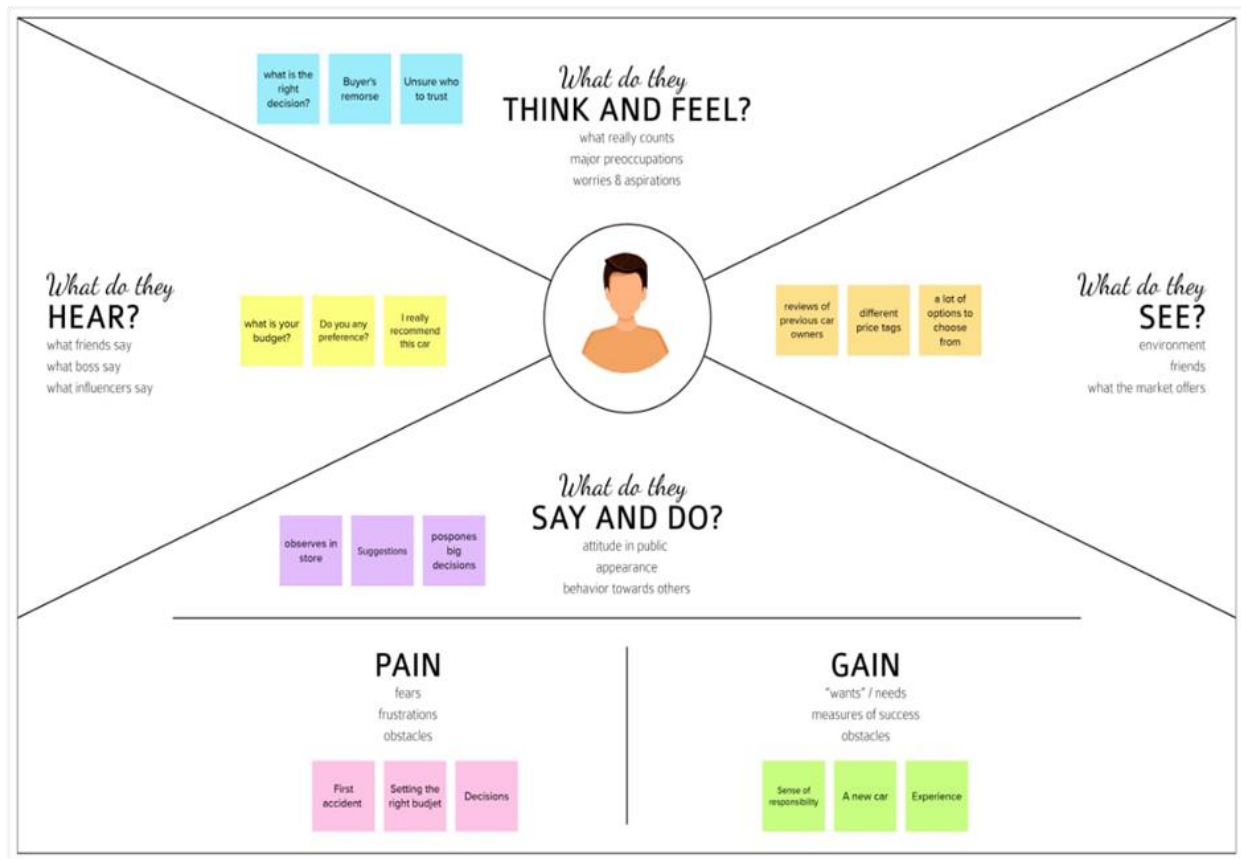 What do they
THINK AND FEEL?
what really counts
major preoccupations
worries & aspirations
what is the
right
decision?
Buyer's
remorse
Unsure who
to trust
What do they
HEAR?
what friends say
what boss say
what influencers say
what is your
budget?
Do you any
preference?
I really
recommend
this car
What do they
SEE?
environment
friends
what the market offers
reviews of
previous car
owners
different
price tags
a lot of
options to
choose
from
What do they
SAY AND DO?
attitude in public
appearance
behavior towards others
observes in
store
Suggestions
pospones
big
decisions
PAIN
fears
frustrations
obstacles
First
accident
Setting the
right budjet
Decisions
GAIN
"wants" / needs
measures of success
obstacles
Sense of
responsibility
A new car
Experience